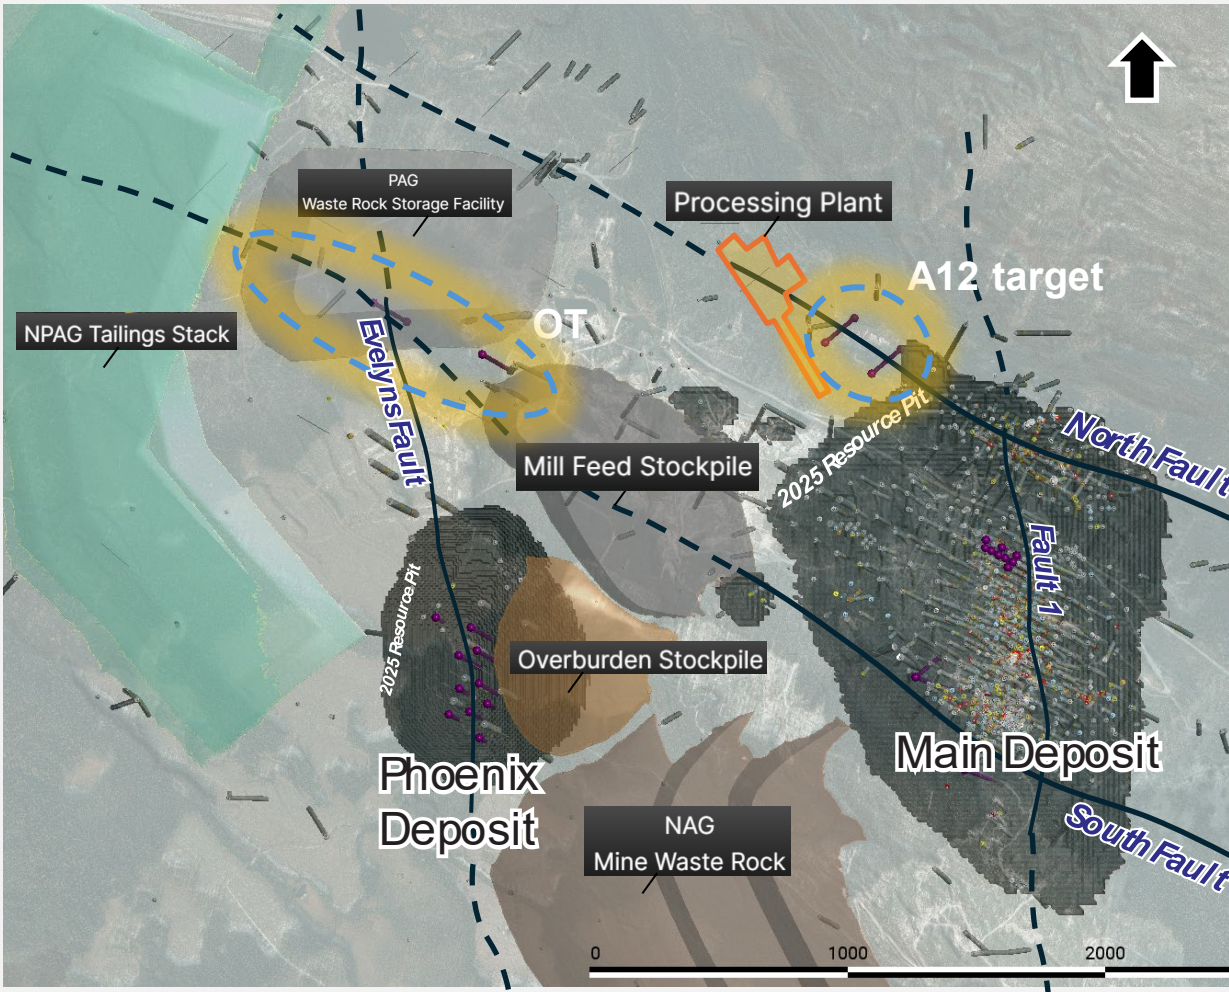 PAG
Waste Rock Storage Facility
Processing Plant
A12 target
NPAG Tailings Stack
OT
Evelyns Fault
2025 Resource Pit
North Fault
Mill Feed Stockpile
Fault 1
2025 Resource Pit
Overburden Stockpile
Main Deposit
Phoenix
Deposit
South Fault
NAG
Mine Waste Rock
0 1000 2000